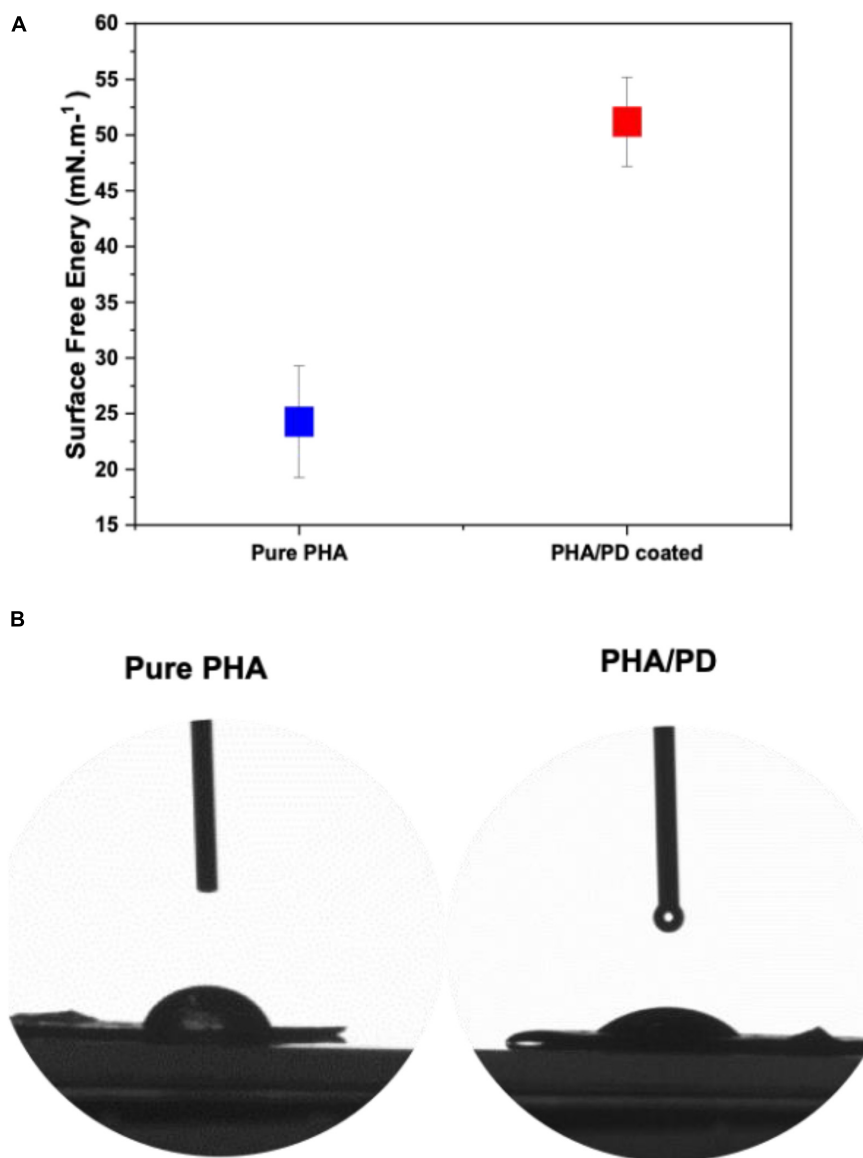 A
60
55
50
45
40
35
30
25
20
15
Surface Free Enery (mN.m-¹ )
Pure PHA
PHA/PD coated
B
Pure PHA
PHA/PD